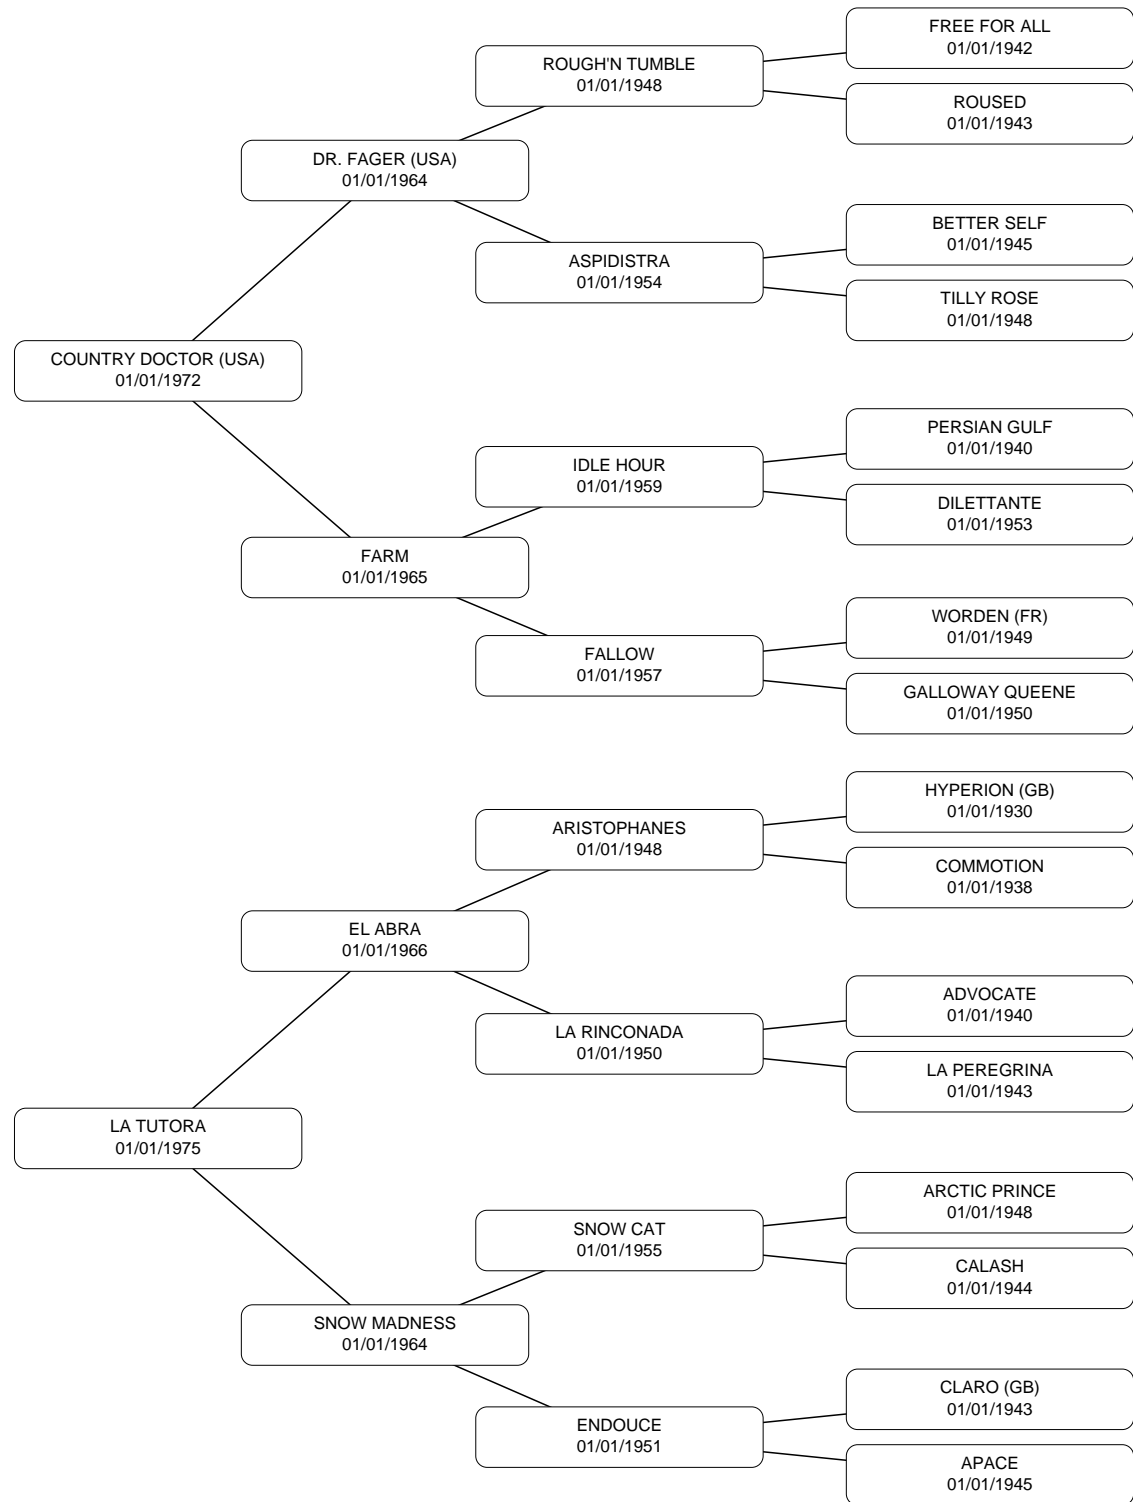 FREE FOR ALL
01/01/1942
ROUGH'N TUMBLE
01/01/1948
ROUSED
01/01/1943
DR. FAGER (USA)
01/01/1964
BETTER SELF
01/01/1945
ASPIDISTRA
01/01/1954
TILLY ROSE
01/01/1948
COUNTRY DOCTOR (USA)
01/01/1972
PERSIAN GULF
01/01/1940
IDLE HOUR
01/01/1959
DILETTANTE
01/01/1953
FARM
01/01/1965
WORDEN (FR)
01/01/1949
FALLOW
01/01/1957
GALLOWAY QUEENE
01/01/1950
HYPERION (GB)
01/01/1930
ARISTOPHANES
01/01/1948
COMMOTION
01/01/1938
EL ABRA
01/01/1966
ADVOCATE
01/01/1940
LA RINCONADA
01/01/1950
LA PEREGRINA
01/01/1943
LA TUTORA
01/01/1975
ARCTIC PRINCE
01/01/1948
SNOW CAT
01/01/1955
CALASH
01/01/1944
SNOW MADNESS
01/01/1964
CLARO (GB)
01/01/1943
ENDOUCE
01/01/1951
APACE
01/01/1945